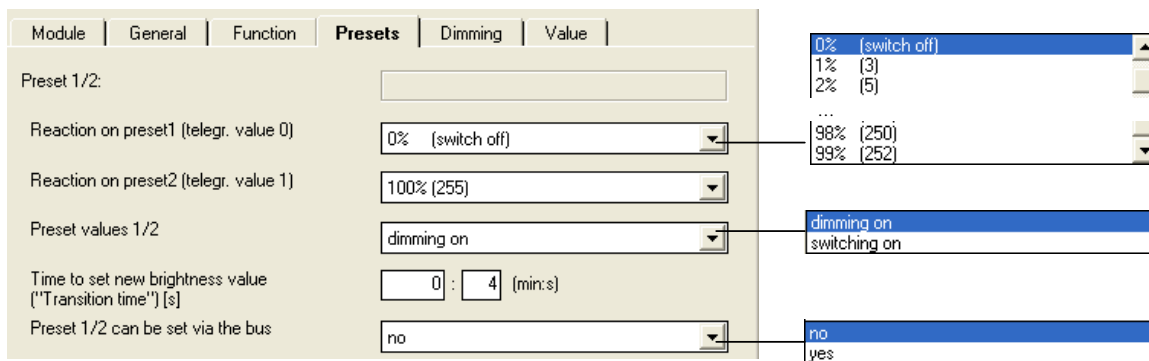 Module General Function Presets Dimming Value
Preset 1/2:
Reaction on preset1 (telegr. value 0)
0% (switch off)
Reaction on preset2 (telegr. value 1)
100% (255)
Preset values 1/2
dimming on
Time to set new brightness value
("Transition time") [s]
0 : 4 (min:s)
Preset 1/2 can be set via the bus
no
0% (switch off)
1% (3)
2% (5)
...
98% (250)
99% (252)
dimming on
switching on
no
yes